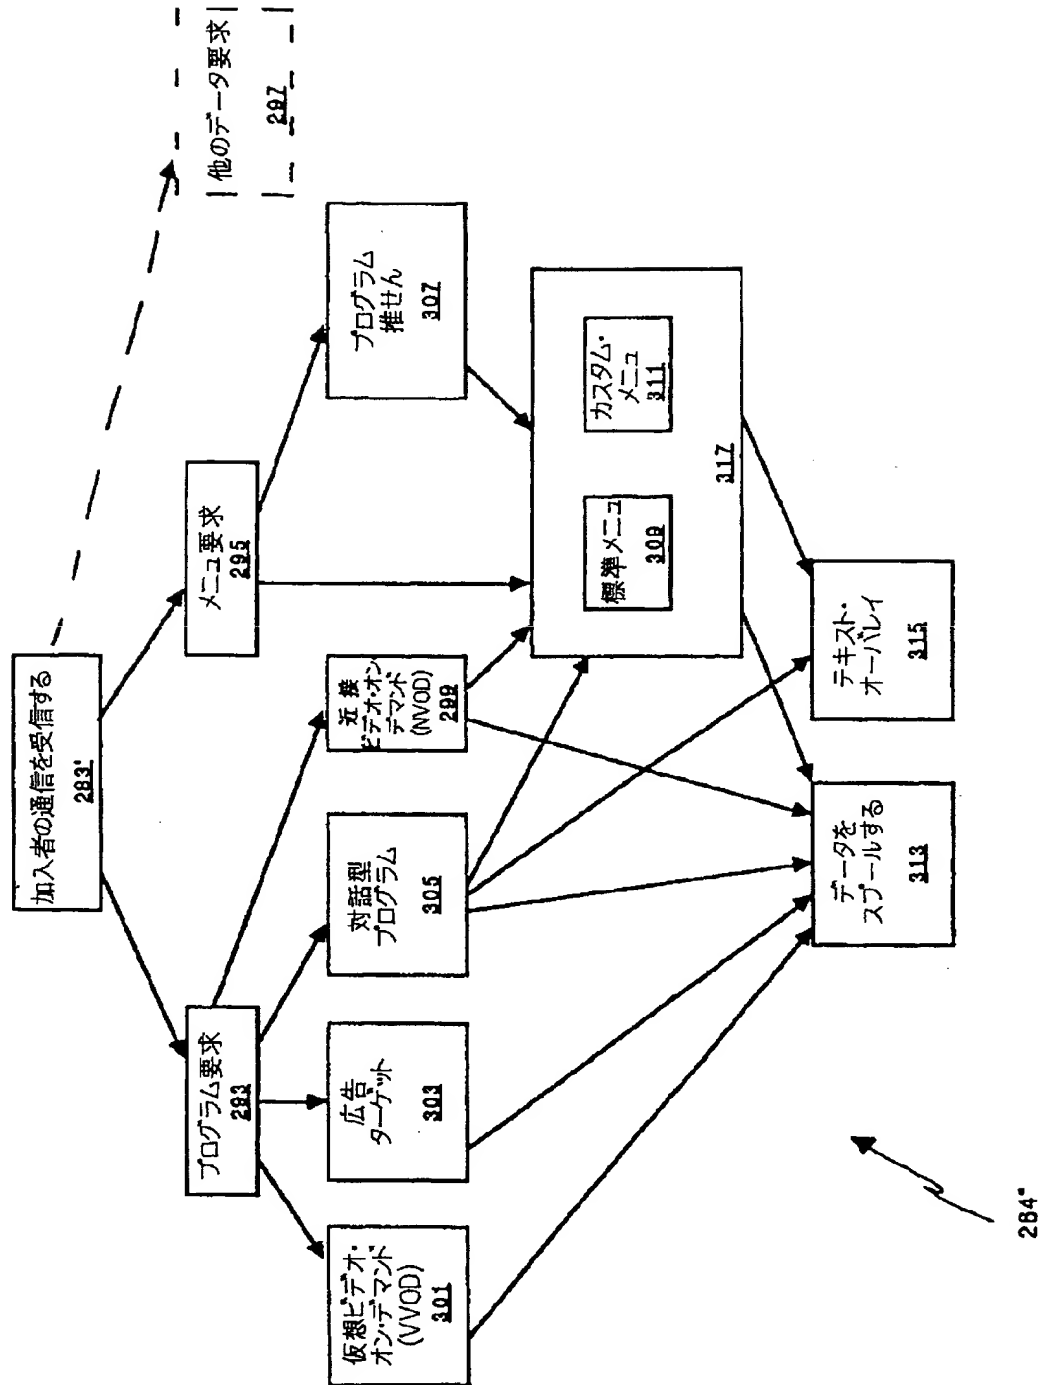 加入者の通信を受信する
283'
プログラム要求
293
メニュ要求
295
他のデータ要求
297
仮想ビデオ・
オン・デマンド
(VVOD)
301
広告
ターゲット
303
対話型
プログラム
305
近接
ビデオ・オン
デマンド
(NVOD)
299
プログラム
推せん
307
標準メニュ
309
カスタム・
メニュ
311
317
データを
スプールする
313
テキスト・
オーバレイ
315
284"